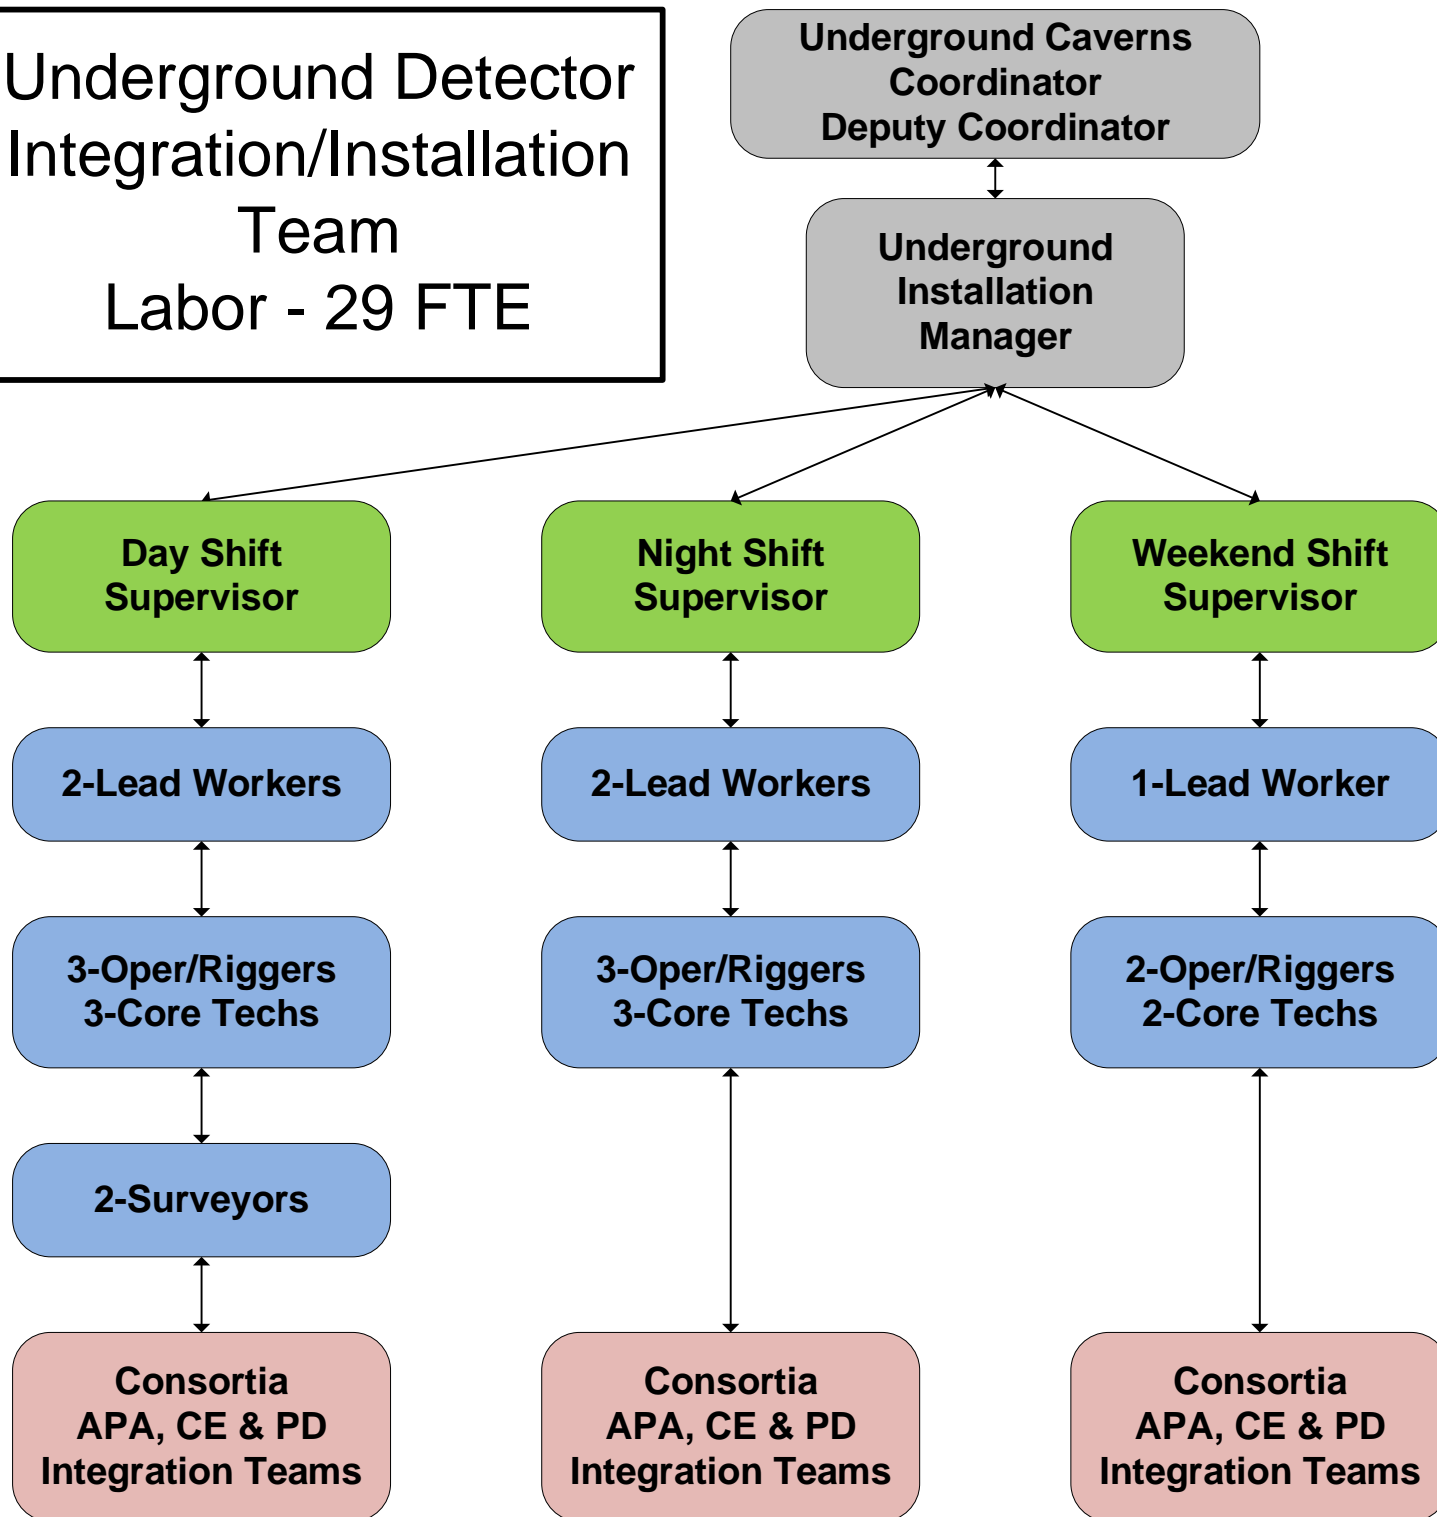 Underground Detector
Integration/Installation
Team
Labor - 29 FTE
Underground Caverns
Coordinator
Deputy Coordinator
Underground
Installation
Manager
Day Shift
Supervisor
Night Shift
Supervisor
Weekend Shift
Supervisor
2-Lead Workers
2-Lead Workers
1-Lead Worker
3-Oper/Riggers
3-Core Techs
3-Oper/Riggers
3-Core Techs
2-Oper/Riggers
2-Core Techs
2-Surveyors
Consortia
APA, CE & PD
Integration Teams
Consortia
APA, CE & PD
Integration Teams
Consortia
APA, CE & PD
Integration Teams